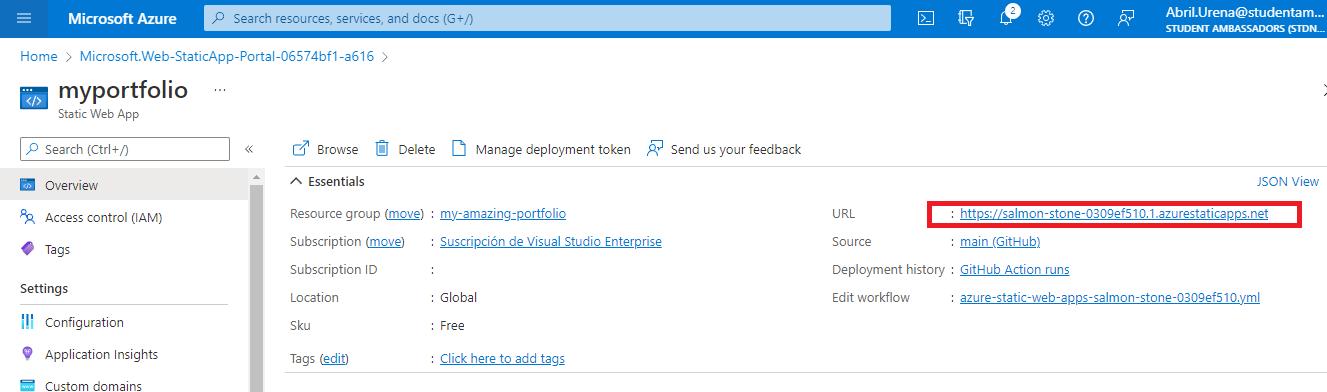 Microsoft Azure
Search resources, services, and docs (G+/)
2
Abril.Urena@studentam...
STUDENT AMBASSADORS (STDN...
Home > Microsoft.Web-StaticApp-Portal-06574bf1-a616 >
myportfolio ...
Static Web App
Search (Ctrl+/) «
Overview
Access control (IAM)
Tags
Settings
Configuration
Application Insights
Custom domains
Browse Delete Manage deployment token Send us your feedback
Essentials JSON View
Resource group (move) : my-amazing-portfolio
Subscription (move) : Suscripción de Visual Studio Enterprise
Subscription ID :
Location : Global
Sku : Free
Tags (edit) : Click here to add tags
URL : https://salmon-stone-0309ef510.1.azurestaticapps.net
Source : main (GitHub)
Deployment history : GitHub Action runs
Edit workflow : azure-static-web-apps-salmon-stone-0309ef510.yml